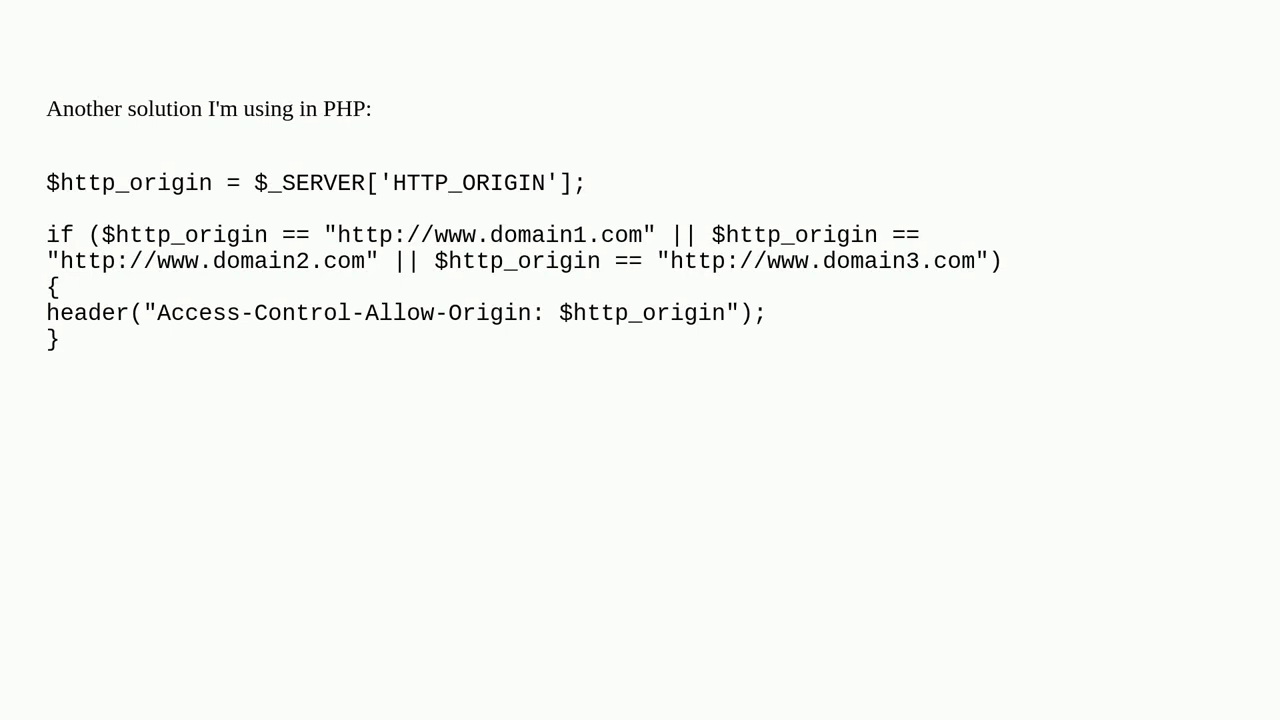 Another solution I'm using in PHP:
$http_origin = $_SERVER['HTTP_ORIGIN'];
if ($http_origin == "http://www.domain1.com" || $http_origin ==
"http://www.domain2.com" || $http_origin == "http://www.domain3.com")
{
header("Access-Control-Allow-Origin: $http_origin");
}